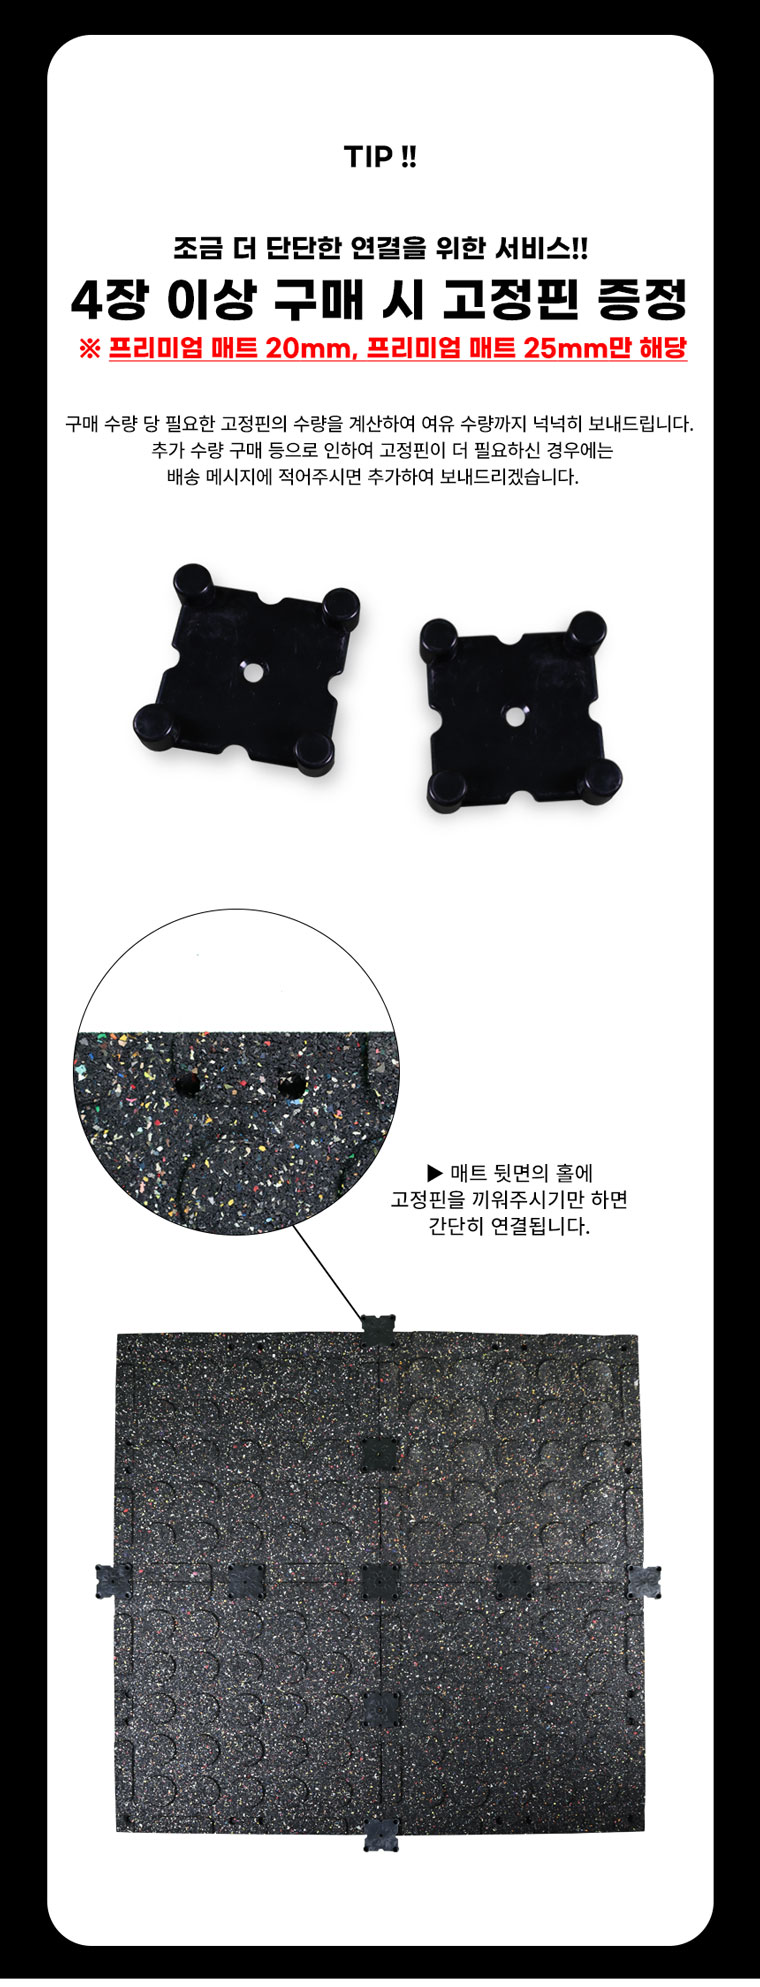 TIP !!
조금 더 단단한 연결을 위한 서비스!!
4장 이상 구매 시 고정핀 증정
※ 프리미엄 매트 20mm, 프리미엄 매트 25mm만 해당
구매 수량 당 필요한 고정핀의 수량을 계산하여 여유 수량까지 넉넉히 보내드립니다.
추가 수량 구매 등으로 인하여 고정핀이 더 필요하신 경우에는
배송 메시지에 적어주시면 추가하여 보내드리겠습니다.
▶ 매트 뒷면의 홀에
고정핀을 끼워주시기만 하면
간단히 연결됩니다.